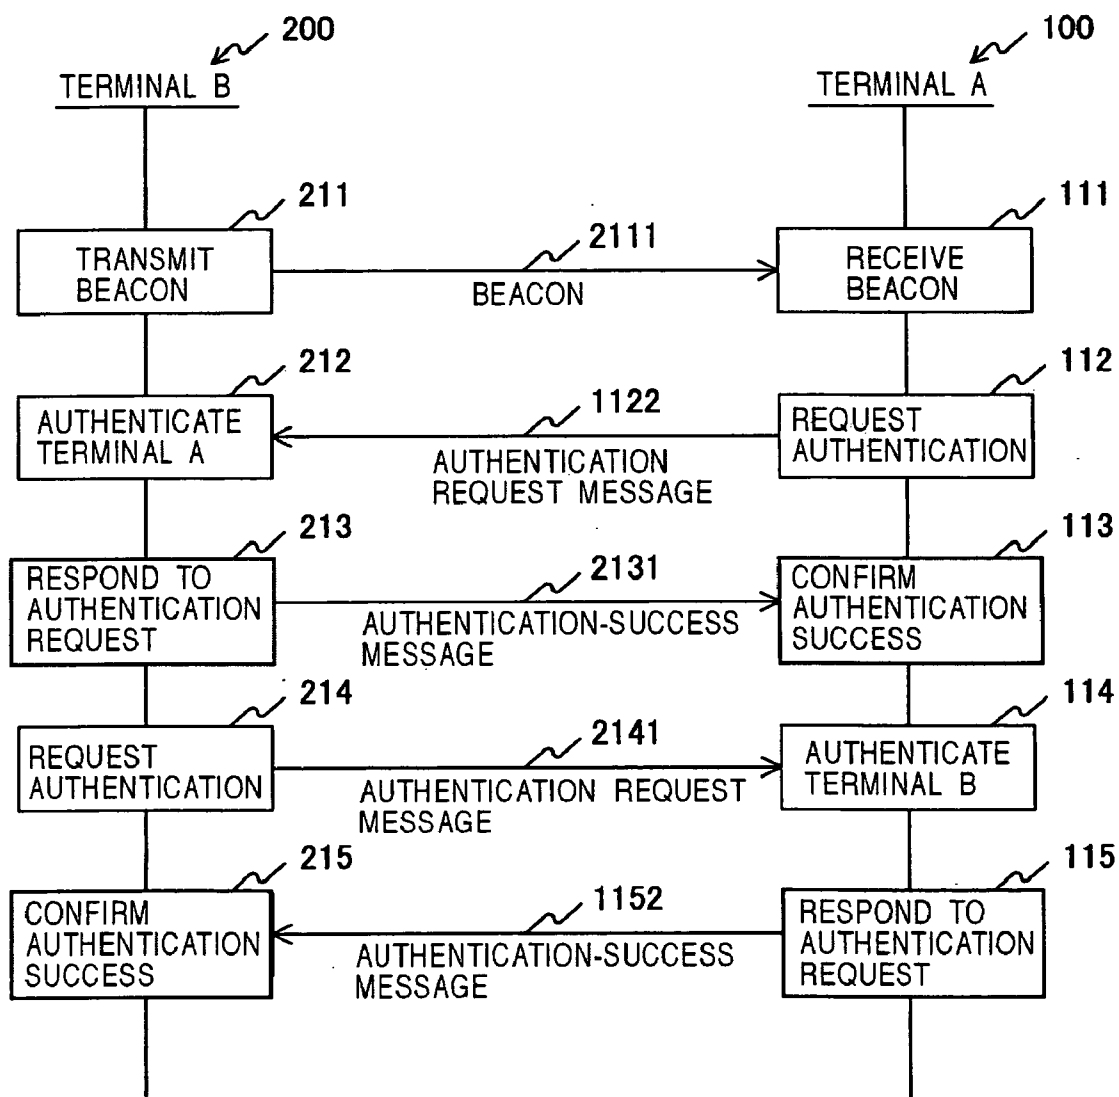 200
100
TERMINAL B
TERMINAL A
211
111
2111
TRANSMIT
BEACON
RECEIVE
BEACON
BEACON
212
112
1122
AUTHENTICATE
TERMINAL A
REQUEST
AUTHENTICATION
AUTHENTICATION
REQUEST MESSAGE
213
113
2131
RESPOND TO
AUTHENTICATION
REQUEST
CONFIRM
AUTHENTICATION
SUCCESS
AUTHENTICATION-SUCCESS
MESSAGE
214
114
2141
REQUEST
AUTHENTICATION
AUTHENTICATE
TERMINAL B
AUTHENTICATION REQUEST
MESSAGE
215
115
1152
CONFIRM
AUTHENTICATION
SUCCESS
RESPOND TO
AUTHENTICATION
REQUEST
AUTHENTICATION-SUCCESS
MESSAGE